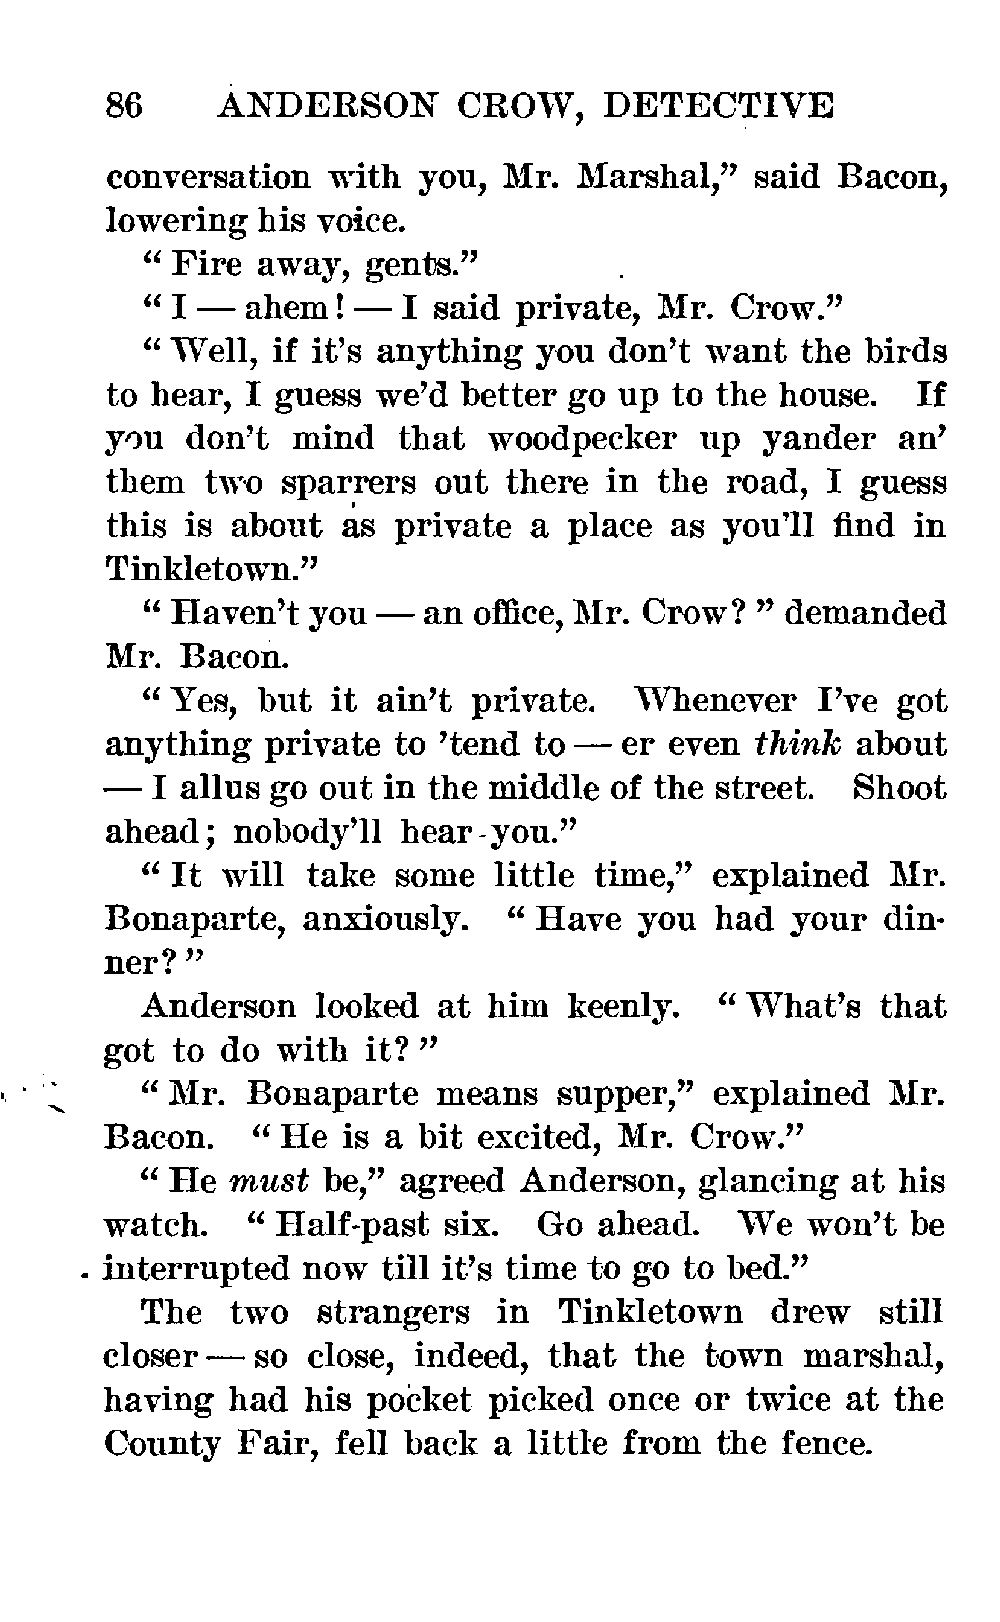 86 ANDERSON CROW, DETECTIVE
conversation with you, Mr. Marshal,” said Bacon,
lowering his voice.
“ Fire away, gents.”
“ I — ahem! — I said private, Mr. Crow.”
“ Well, if it’s anything you don’t want the birds
to hear, I guess we’d better go up to the house. If
you don’t mind that woodpecker up yander an’
them two sparrers out there in the road, I guess
this is about as private a place as you’ll find in
Tinkletown.”
“ Haven’t you — an office, Mr. Crow? ” demanded
Mr. Bacon.
“ Yes, but it ain’t private. Whenever I’ve got
anything private to ’tend to — er even think about
— I allus go out in the middle of the street. Shoot
ahead; nobody’ll hear you.”
“ It will take some little time,” explained Mr.
Bonaparte, anxiously. “ Have you had your din-
ner? ”
Anderson looked at him keenly. “ What’s that
got to do with it? ”
“ Mr. Bonaparte means supper,” explained Mr.
Bacon. “ He is a bit excited, Mr. Crow.”
“ He must be,” agreed Anderson, glancing at his
watch. “ Half-past six. Go ahead. We won’t be
interrupted now till it’s time to go to bed.”
The two strangers in Tinkletown drew still
closer — so close, indeed, that the town marshal,
having had his pocket picked once or twice at the
County Fair, fell back a little from the fence.